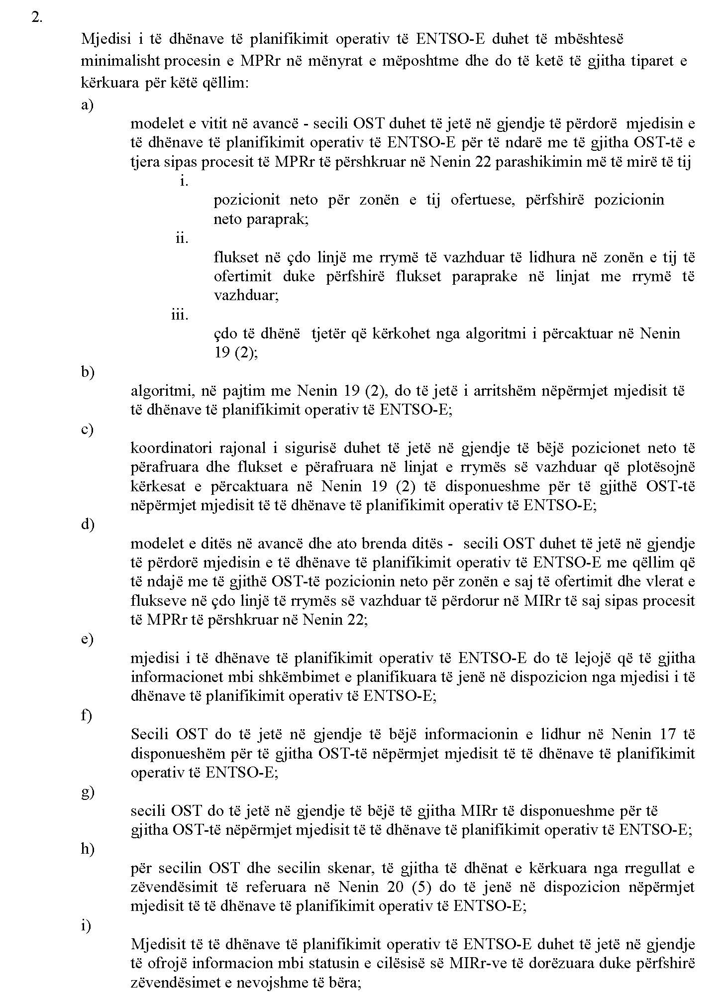 2.
Mjedisi i të dhënave të planifikimit operativ të ENTSO-E duhet të mbështesë
minimalisht procesin e MPRr në mënyrat e mëposhtme dhe do të ketë të gjitha tiparet e
kërkuara për këtë qëllim:
a)
modelet e vitit në avancë - secili OST duhet të jetë në gjendje të përdorë mjedisin e
të dhënave të planifikimit operativ të ENTSO-E për të ndarë me të gjitha OST-të e
tjera sipas procesit të MPRr të përshkruar në Nenin 22 parashikimin më të mirë të tij
i.
pozicionit neto për zonën e tij ofertuese, përfshirë pozicionin
neto paraprak;
ii.
flukset në çdo linjë me rrymë të vazhduar të lidhura në zonën e tij të
ofertimit duke përfshirë flukset paraprake në linjat me rrymë të
vazhduar;
iii.
çdo të dhënë tjetër që kërkohet nga algoritmi i përcaktuar në Nenin
19 (2);
b)
algoritmi, në pajtim me Nenin 19 (2), do të jetë i arritshëm nëpërmjet mjedisit të
të dhënave të planifikimit operativ të ENTSO-E;
c)
koordinatori rajonal i sigurisë duhet të jetë në gjendje të bëjë pozicionet neto të
përafruara dhe flukset e përafruara në linjat e rrymës së vazhduar që plotësojnë
kërkesat e përcaktuara në Nenin 19 (2) të disponueshme për të gjithë OST-të
nëpërmjet mjedisit të të dhënave të planifikimit operativ të ENTSO-E;
d)
modelet e ditës në avancë dhe ato brenda ditës - secili OST duhet të jetë në gjendje
të përdorë mjedisin e të dhënave të planifikimit operativ të ENTSO-E me qëllim që
të ndajë me të gjithë OST-të pozicionin neto për zonën e saj të ofertimit dhe vlerat e
flukseve në çdo linjë të rrymës së vazhduar të përdorur në MIRr të saj sipas procesit
të MPRr të përshkruar në Nenin 22;
e)
mjedisi i të dhënave të planifikimit operativ të ENTSO-E do të lejojë që të gjitha
informacionet mbi shkëmbimet e planifikuara të jenë në dispozicion nga mjedisi i të
dhënave të planifikimit operativ të ENTSO-E;
f)
Secili OST do të jetë në gjendje të bëjë informacionin e lidhur në Nenin 17 të
disponueshëm për të gjitha OST-të nëpërmjet mjedisit të të dhënave të planifikimit
operativ të ENTSO-E;
g)
secili OST do të jetë në gjendje të bëjë të gjitha MIRr të disponueshme për të
gjitha OST-të nëpërmjet mjedisit të të dhënave të planifikimit operativ të ENTSO-E;
h)
për secilin OST dhe secilin skenar, të gjitha të dhënat e kërkuara nga rregullat e
zëvendësimit të referuara në Nenin 20 (5) do të jenë në dispozicion nëpërmjet
mjedisit të të dhënave të planifikimit operativ të ENTSO-E;
i)
Mjedisit të të dhënave të planifikimit operativ të ENTSO-E duhet të jetë në gjendje
të ofrojë informacion mbi statusin e cilësisë së MIRr-ve të dorëzuara duke përfshirë
zëvendësimet e nevojshme të bëra;